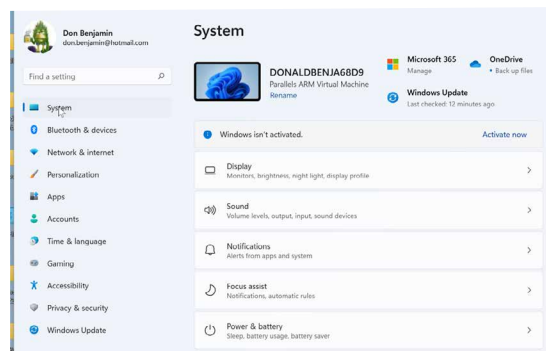 Don Benjamin
don.benjamin@hotmail.com
Find a setting
System
Bluetooth & devices
Network & internet
Personalization
Apps
Accounts
Time & language
Gaming
Accessibility
Privacy & security
Windows Update
System
DONALDBENJA68D9
Parallels ARM Virtual Machine
Rename
Microsoft 365
Manage
OneDrive
• Back up files
Windows Update
Last checked: 12 minutes ago
Windows isn't activated.
Activate now
Display
Monitors, brightness, night light, display profile
Sound
Volume levels, output, input, sound devices
Notifications
Alerts from apps and system
Focus assist
Notifications, automatic rules
Power & battery
Sleep, battery usage, battery saver